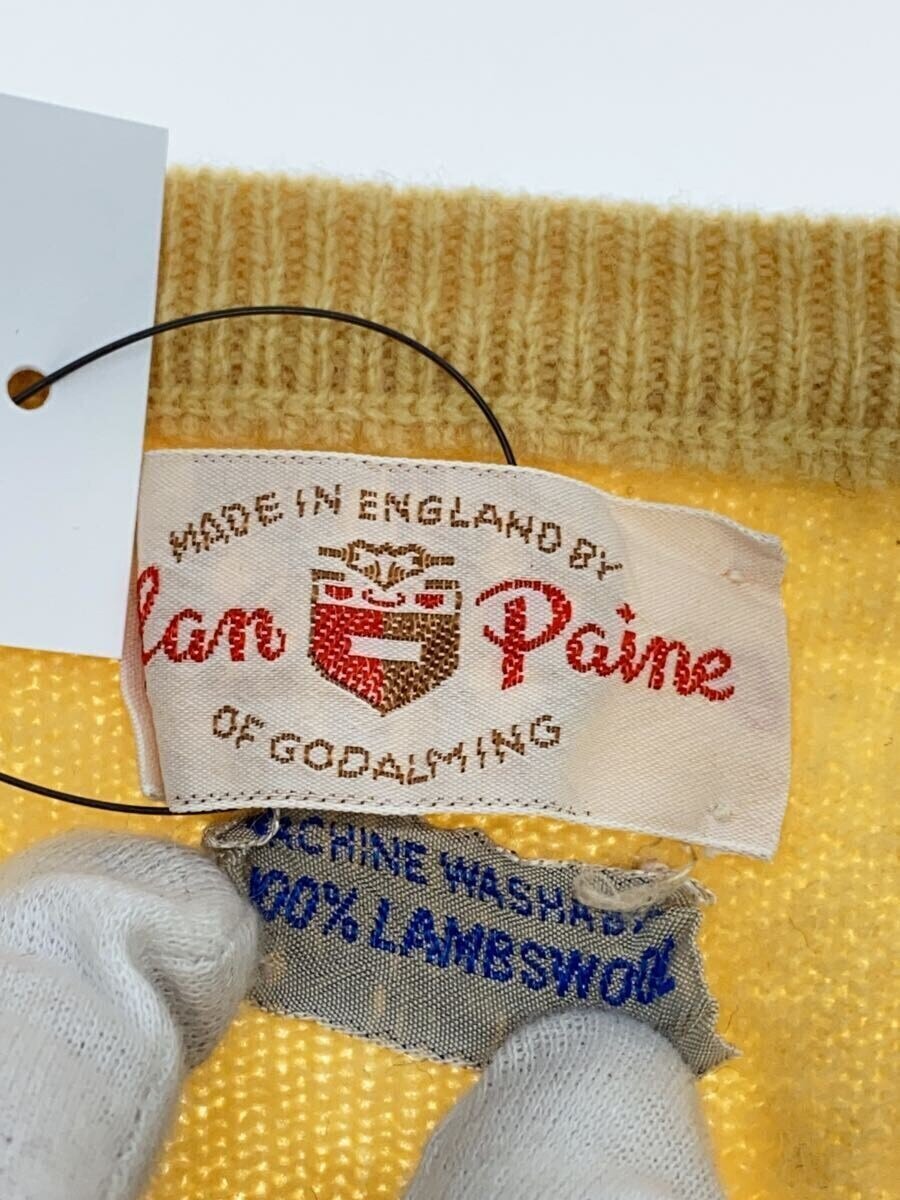 MADE IN ENGLAND BY
lan Paine
OF GODALMING
MACHINE WASHABLE
100% LAMBSWOOL